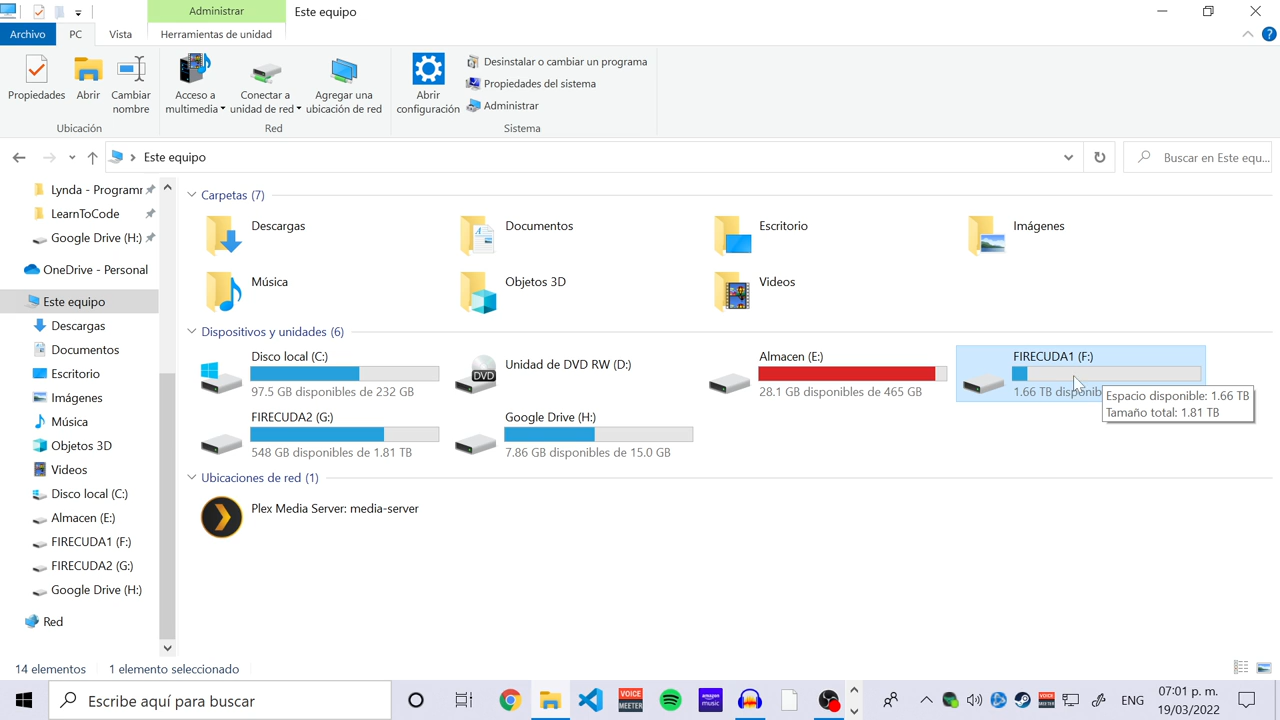 Administrar
Este equipo
Archivo
PC
Vista
Herramientas de unidad
Propiedades
Abrir
Cambiar
nombre
Acceso a
multimedia
Conectar a
unidad de red
Agregar una
ubicación de red
Abrir
configuración
Desinstalar o cambiar un programa
Propiedades del sistema
Administrar
Ubicación
Red
Sistema
Este equipo
Buscar en Este equ...
Lynda - Program
LearnToCode
Google Drive (H:)
OneDrive - Personal
Este equipo
Descargas
Documentos
Escritorio
Imágenes
Música
Objetos 3D
Videos
Disco local (C:)
Almacen (E:)
FIRECUDA1 (F:)
FIRECUDA2 (G:)
Google Drive (H:)
Red
Carpetas (7)
Descargas
Documentos
Escritorio
Imágenes
Música
Objetos 3D
Videos
Dispositivos y unidades (6)
Disco local (C:)
97.5 GB disponibles de 232 GB
Unidad de DVD RW (D:)
DVD
Almacen (E:)
28.1 GB disponibles de 465 GB
FIRECUDA1 (F:)
1.66 TB disponib
Espacio disponible: 1.66 TB
Tamaño total: 1.81 TB
FIRECUDA2 (G:)
548 GB disponibles de 1.81 TB
Google Drive (H:)
7.86 GB disponibles de 15.0 GB
Ubicaciones de red (1)
Plex Media Server: media-server
14 elementos
1 elemento seleccionado
Escribe aquí para buscar
VOICE
MEETER
amazon
music
ENG
07:01 p. m.
19/03/2022